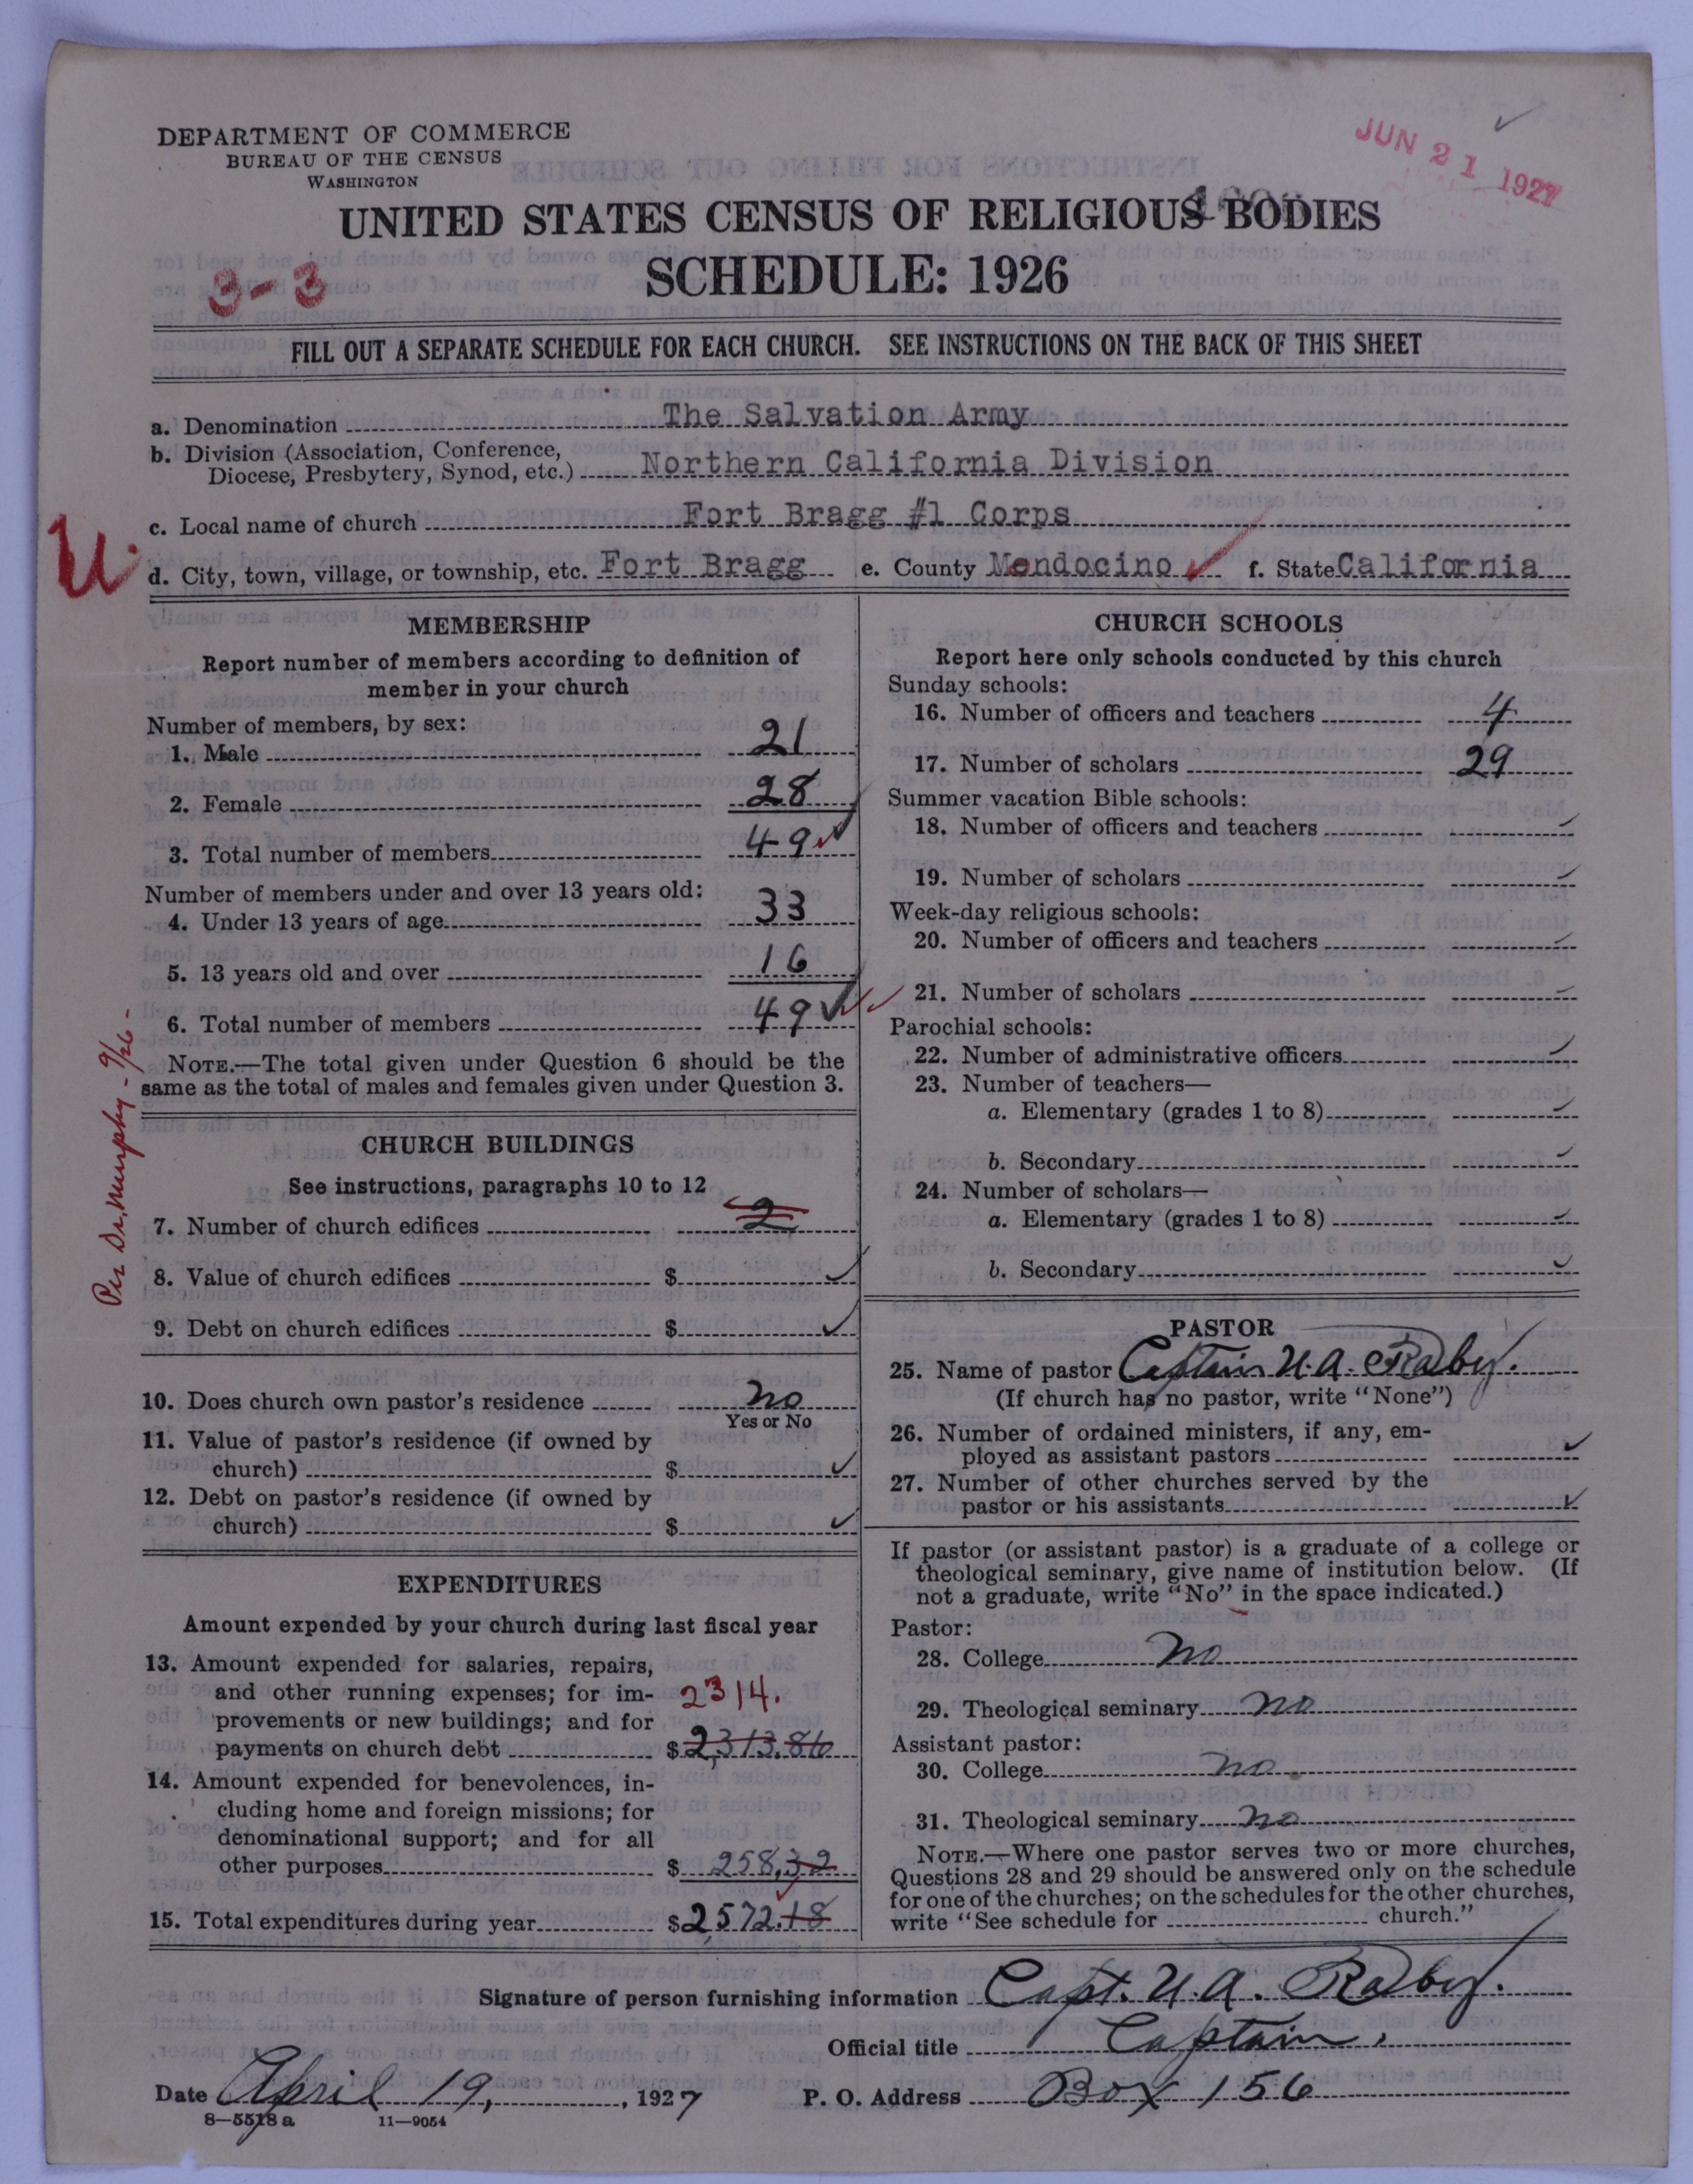 DEPARTMENT OF COMMERCE
BUREAU OF THE CENSUS
WASHINGTON
JUN 21 1927
UNITED STATES CENSUS OF RELIGIOUS BODIES
SCHEDULE: 1926
3-3
FILL OUT A SEPARATE SCHEDULE FOR EACH CHURCH. SEE INSTRUCTIONS ON THE BACK OF THIS SHEET
a. Denomination The Salvation Army
b. Division (Association, Conference,
Diocese, Presbytery, Synod, etc.) Northern California Division
c. Local name of church Fort Bragg #1 Corps
U.
d. City, town, village, or township, etc. Fort Bragg e. County Mendocino f. State California
MEMBERSHIP
Report number of members according to definition of
member in your church
Number of members, by sex:
1. Male 21
2. Female 28
3. Total number of members 49
Number of members under and over 13 years old:
4. Under 13 years of age 33
5. 13 years old and over 16
6. Total number of members 49
NOTE.—The total given under Question 6 should be the
same as the total of males and females given under Question 3.
Per Dr. Murphy - 9/26 -
CHURCH BUILDINGS
See instructions, paragraphs 10 to 12
7. Number of church edifices 2
8. Value of church edifices $
9. Debt on church edifices $
10. Does church own pastor's residence no
Yes or No
11. Value of pastor's residence (if owned by
church) $
12. Debt on pastor's residence (if owned by
church) $
EXPENDITURES
Amount expended by your church during last fiscal year
13. Amount expended for salaries, repairs,
and other running expenses; for im- 2314.
provements or new buildings; and for
payments on church debt $2,313.86
14. Amount expended for benevolences, in-
cluding home and foreign missions; for
denominational support; and for all
other purposes $258.32
15. Total expenditures during year $2,572.18
CHURCH SCHOOLS
Report here only schools conducted by this church
Sunday schools:
16. Number of officers and teachers 4
17. Number of scholars 29
Summer vacation Bible schools:
18. Number of officers and teachers
19. Number of scholars
Week-day religious schools:
20. Number of officers and teachers
21. Number of scholars
Parochial schools:
22. Number of administrative officers
23. Number of teachers—
a. Elementary (grades 1 to 8)
b. Secondary
24. Number of scholars—
a. Elementary (grades 1 to 8)
b. Secondary
PASTOR
25. Name of pastor Captain U.A. Raby.
(If church has no pastor, write "None")
26. Number of ordained ministers, if any, em-
ployed as assistant pastors
27. Number of other churches served by the
pastor or his assistants
If pastor (or assistant pastor) is a graduate of a college or
theological seminary, give name of institution below. (If
not a graduate, write "No" in the space indicated.)
Pastor:
28. College no
29. Theological seminary no
Assistant pastor:
30. College no.
31. Theological seminary no
NOTE.—Where one pastor serves two or more churches,
Questions 28 and 29 should be answered only on the schedule
for one of the churches; on the schedules for the other churches,
write "See schedule for church."
Signature of person furnishing information Capt. U.A. Raby.
Official title Captain.
Date April 19, 1927 P. O. Address Box 156
8—5518 a 11—9054